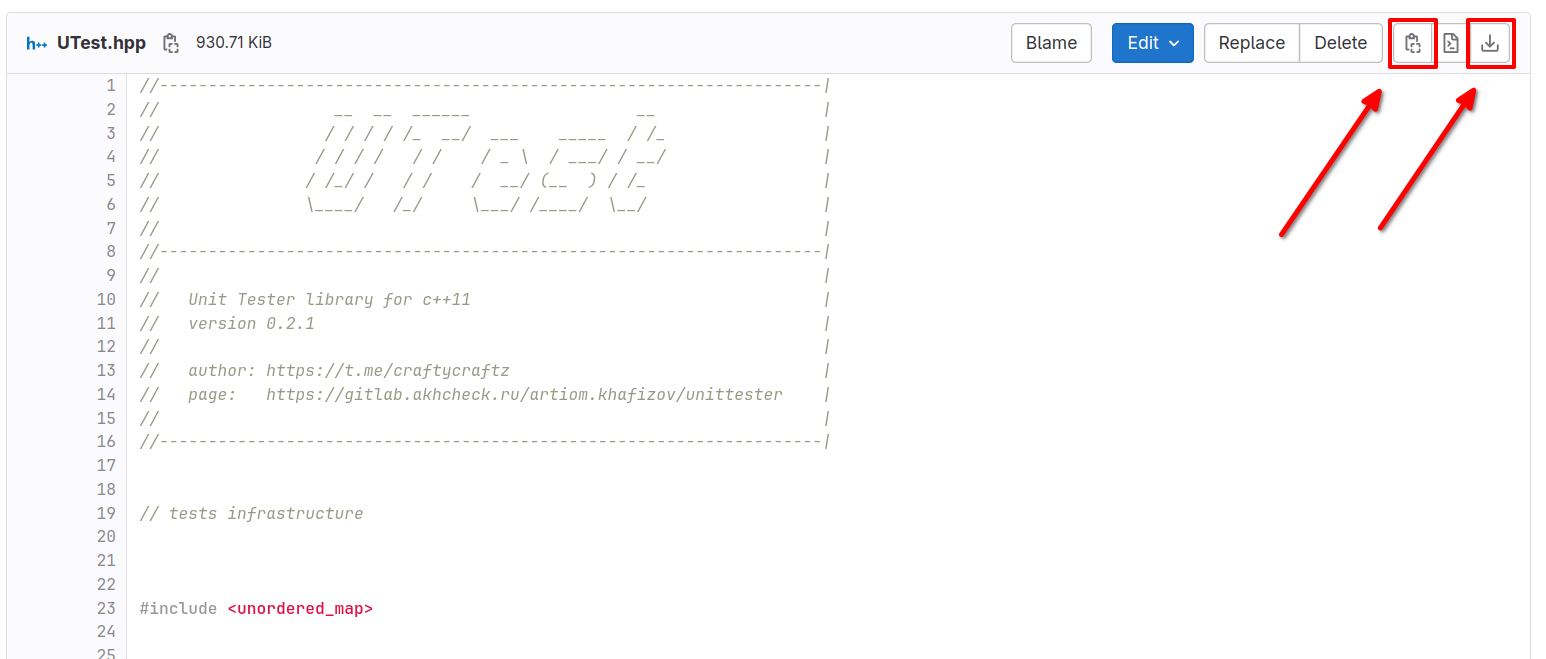 h++ UTest.hpp 930.71 KiB Blame Edit Replace Delete
1 //--------------------------------------------------------------------|
2 //                  __  __  ______                 __                 |
3 //                 / / / / /_  __/  ___    _____  / /_                |
4 //                / / / /   / /    / _ \  / ___/ / __/                |
5 //               / /_/ /   / /    /  __/ (__  ) / /_                  |
6 //               \____/   /_/     \___/ /____/  \__/                  |
7 //                                                                    |
8 //--------------------------------------------------------------------|
9 //                                                                    |
10 //   Unit Tester library for c++11                                    |
11 //   version 0.2.1                                                    |
12 //                                                                    |
13 //   author: https://t.me/craftycraftz                                |
14 //   page:   https://gitlab.akhcheck.ru/artiom.khafizov/unittester    |
15 //                                                                    |
16 //--------------------------------------------------------------------|
17
18
19 // tests infrastructure
20
21
22
23 #include <unordered_map>
24
25